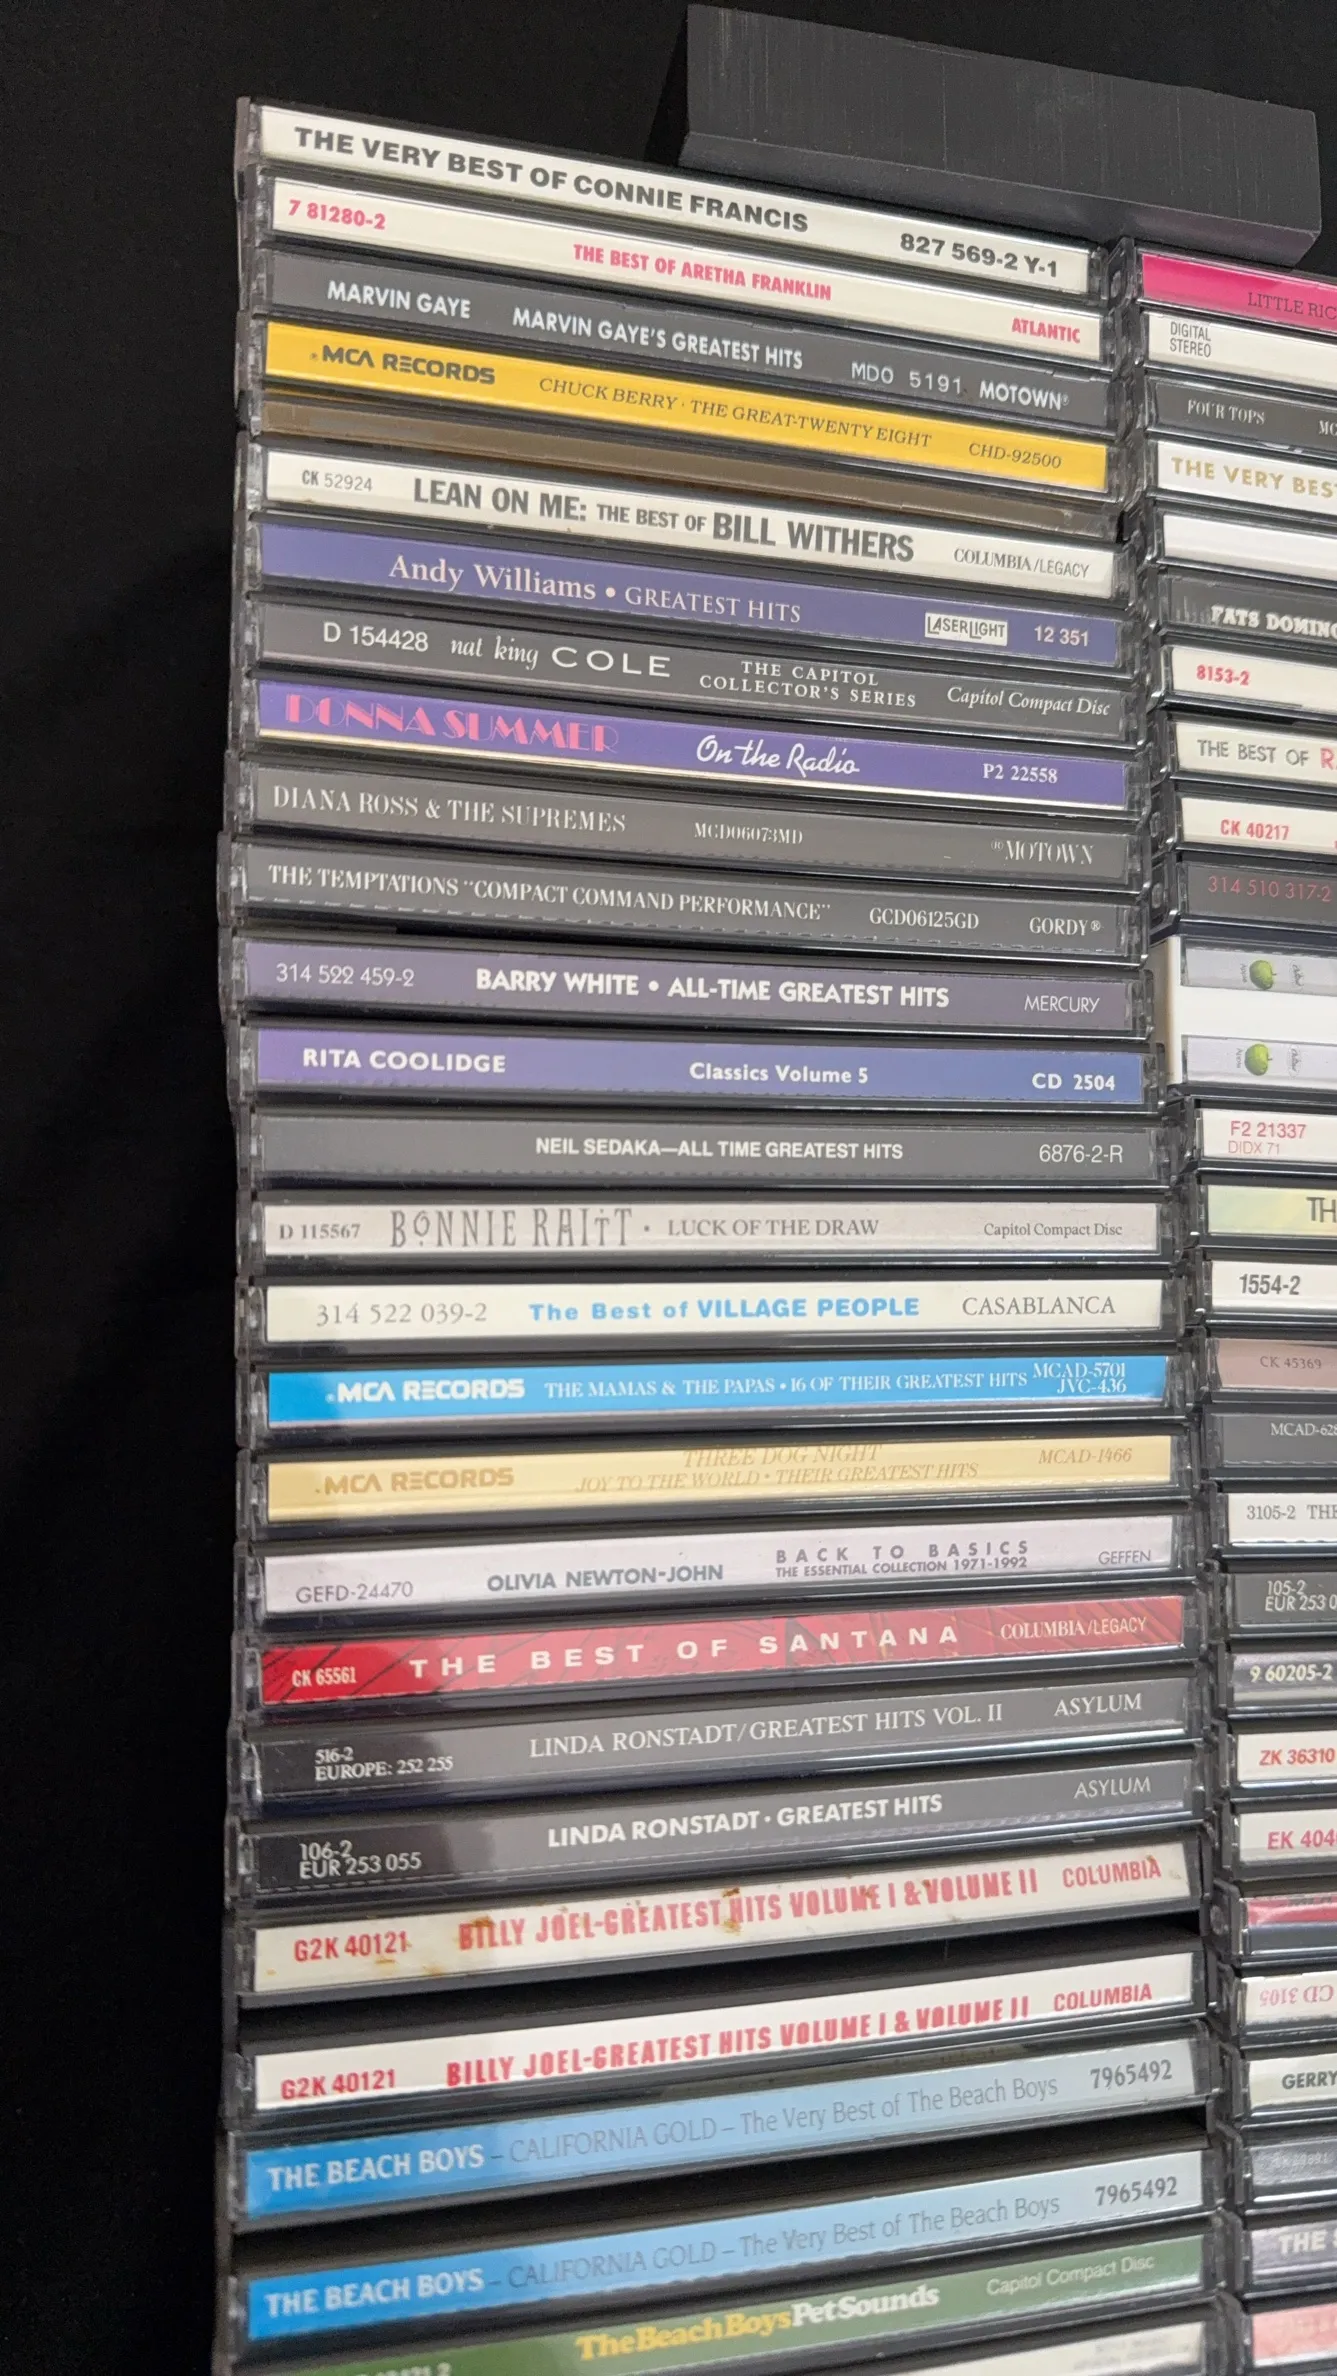 THE VERY BEST OF CONNIE FRANCIS 827 569-2 Y-1
7 81280-2 THE BEST OF ARETHA FRANKLIN ATLANTIC
MARVIN GAYE MARVIN GAYE'S GREATEST HITS MDO 5191 MOTOWN®
MCA RECORDS CHUCK BERRY · THE GREAT-TWENTY EIGHT CHD-92500
CK 52924 LEAN ON ME: THE BEST OF BILL WITHERS COLUMBIA/LEGACY
Andy Williams • GREATEST HITS LASERLIGHT 12 351
D 154428 nat king COLE THE CAPITOL COLLECTOR'S SERIES Capitol Compact Disc
DONNA SUMMER On the Radio P2 22558
DIANA ROSS & THE SUPREMES MCD06073MD ®MOTOWN
THE TEMPTATIONS "COMPACT COMMAND PERFORMANCE" GCD06125GD GORDY®
314 522 459-2 BARRY WHITE • ALL-TIME GREATEST HITS MERCURY
RITA COOLIDGE Classics Volume 5 CD 2504
NEIL SEDAKA—ALL TIME GREATEST HITS 6876-2-R
D 115567 BONNIE RAITT · LUCK OF THE DRAW Capitol Compact Disc
314 522 039-2 The Best of VILLAGE PEOPLE CASABLANCA
MCA RECORDS THE MAMAS & THE PAPAS • 16 OF THEIR GREATEST HITS MCAD-5701
JVC-436
THREE DOG NIGHT MCAD-1466
MCA RECORDS JOY TO THE WORLD • THEIR GREATEST HITS
GEFD-24470 OLIVIA NEWTON-JOHN BACK TO BASICS
THE ESSENTIAL COLLECTION 1971-1992 GEFFEN
CK 65561 THE BEST OF SANTANA COLUMBIA/LEGACY
516-2
EUROPE: 252 255 LINDA RONSTADT/GREATEST HITS VOL. II ASYLUM
106-2
EUR 253 055 LINDA RONSTADT · GREATEST HITS ASYLUM
G2K 40121 BILLY JOEL-GREATEST HITS VOLUME I & VOLUME II COLUMBIA
G2K 40121 BILLY JOEL-GREATEST HITS VOLUME I & VOLUME II COLUMBIA
THE BEACH BOYS – CALIFORNIA GOLD – The Very Best of The Beach Boys 7965492
THE BEACH BOYS – CALIFORNIA GOLD – The Very Best of The Beach Boys 7965492
The Beach Boys Pet Sounds Capitol Compact Disc
LITTLE RIC
DIGITAL
STEREO
FOUR TOPS MC
THE VERY BES
FATS DOMINO
8153-2
THE BEST OF R
CK 40217
314 510 317-2
F2 21337
DIDX 71
TH
1554-2
CK 45369
MCAD-628
3105-2 THE
105-2
EUR 253 0
9 60205-2
ZK 36310
EK 404
CD 3105
GERRY
THE